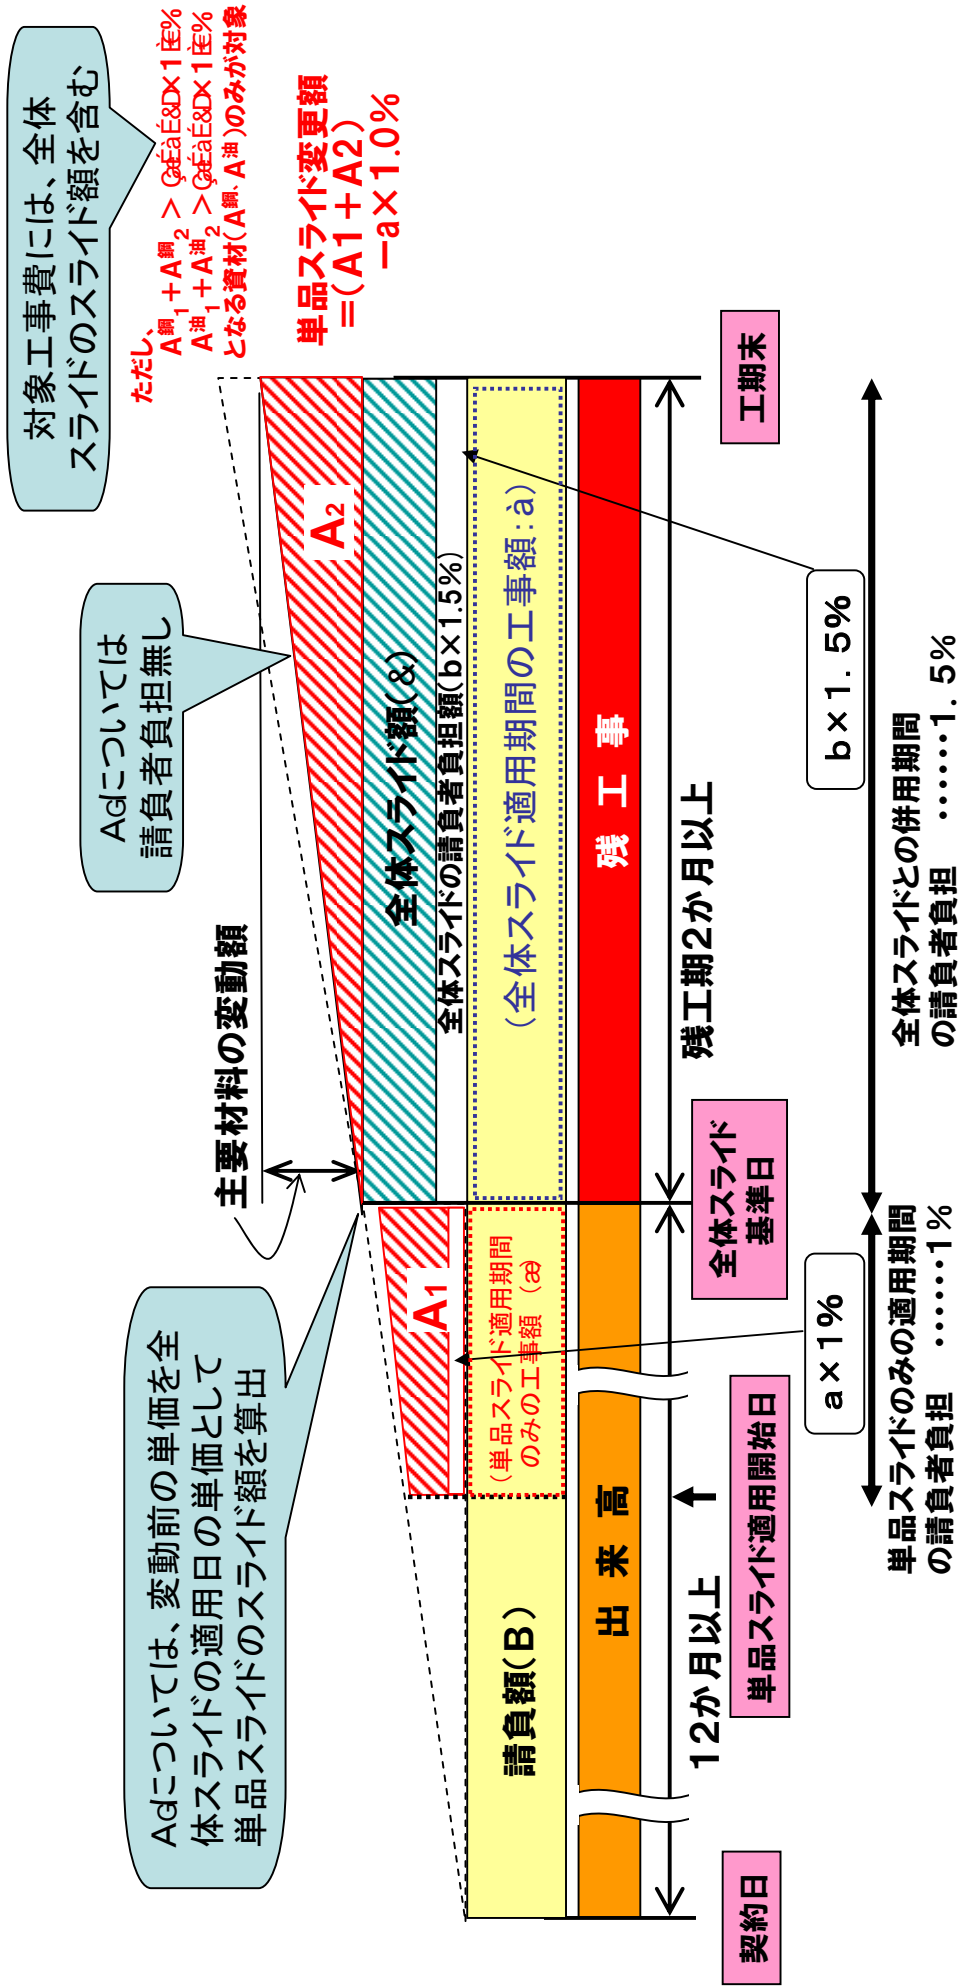 対象工事費には、全体
スライドのスライド額を含む
ただし、
A鋼1+A鋼2 >
×1
%
A油1+A油2 >
×1
%
となる資材(A鋼、A油)のみが対象
単品スライド変更額
=(A1+A2)
－a×1.0%
については
請負者負担無し
主要材料の変動額
については、変動前の単価を全
体スライドの適用日の単価として
単品スライドのスライド額を算出
A1
A2
全体スライド額(&)
全体スライドの請負者負担額(b×1.5%)
請負額(B)
(単品スライド適用期間
のみの工事額
(全体スライド適用期間の工事額:à)
出来高
残工事
12か月以上
残工期2か月以上
契約日
単品スライド適用開始日
全体スライド
基準日
工期末
a×1%
b×1.5%
単品スライドのみの適用期間
の請負者負担 ……1%
全体スライドとの併用期間
の請負者負担 ……1.5%